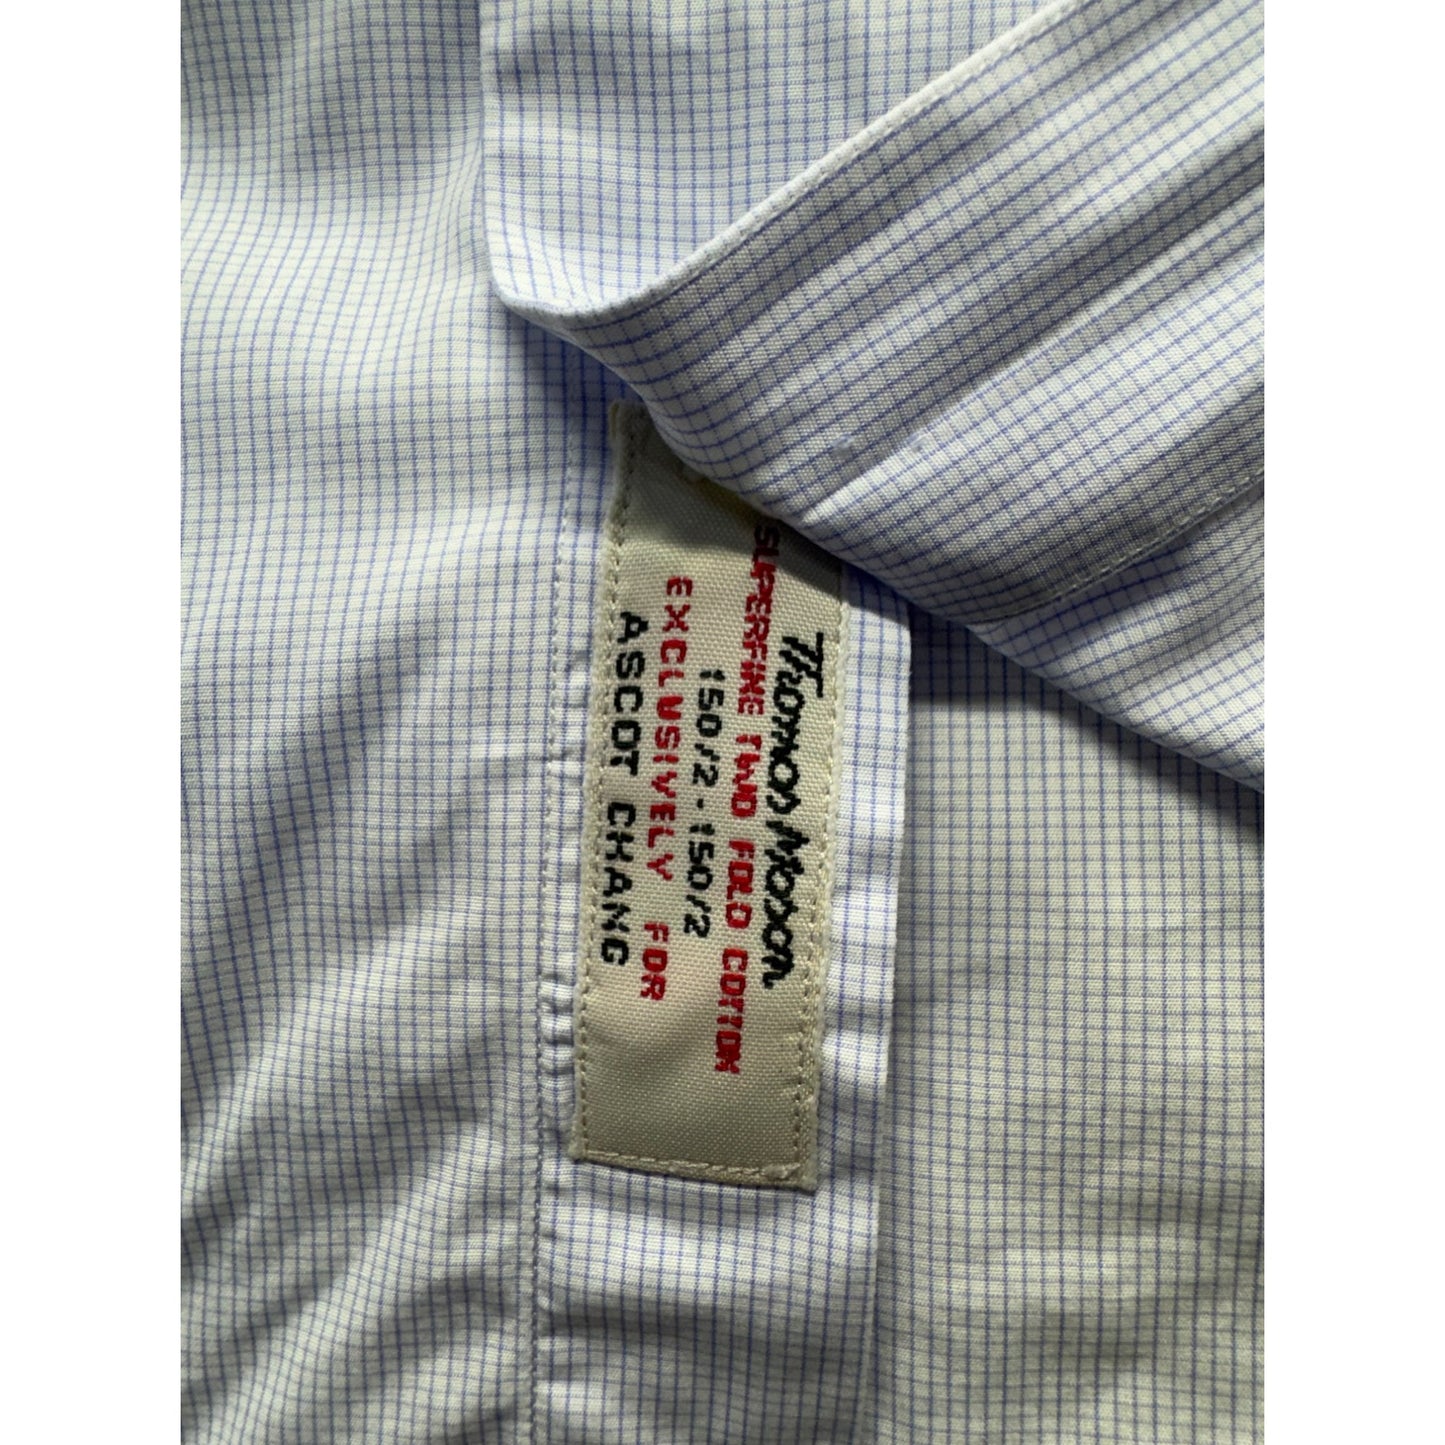 Thomas Mason
SUPERFINE TWO FOLD COTTON
150/2-150/2
EXCLUSIVELY FOR
ASCOT CHANG